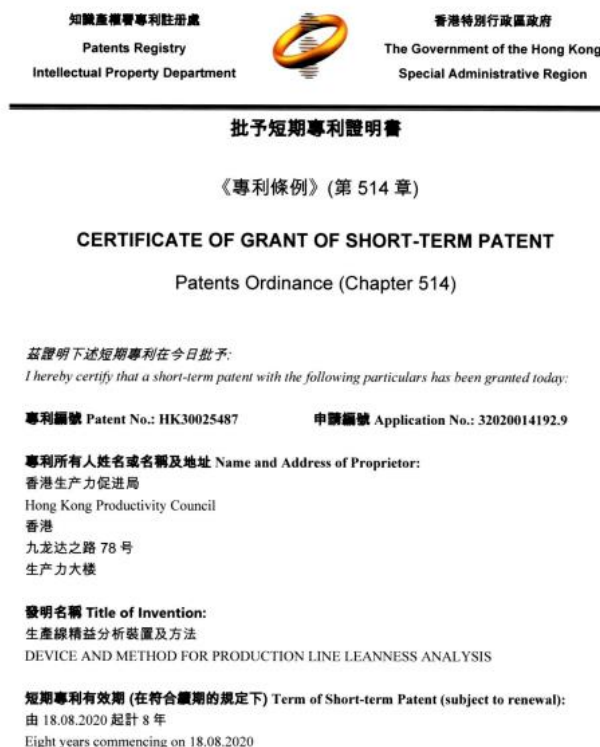 知識產權署專利註冊處
Patents Registry
Intellectual Property Department
香港特別行政區政府
The Government of the Hong Kong
Special Administrative Region
批予短期專利證明書
《專利條例》(第 514 章)
CERTIFICATE OF GRANT OF SHORT-TERM PATENT
Patents Ordinance (Chapter 514)
茲證明下述短期專利在今日批予:
I hereby certify that a short-term patent with the following particulars has been granted today:
專利編號 Patent No.: HK30025487 申請編號 Application No.: 32020014192.9
專利所有人姓名或名稱及地址 Name and Address of Proprietor:
香港生产力促进局
Hong Kong Productivity Council
香港
九龙达之路 78 号
生产力大楼
發明名稱 Title of Invention:
生產線精益分析裝置及方法
DEVICE AND METHOD FOR PRODUCTION LINE LEANNESS ANALYSIS
短期專利有效期 (在符合續期的規定下) Term of Short-term Patent (subject to renewal):
由 18.08.2020 起計 8 年
Eight years commencing on 18.08.2020